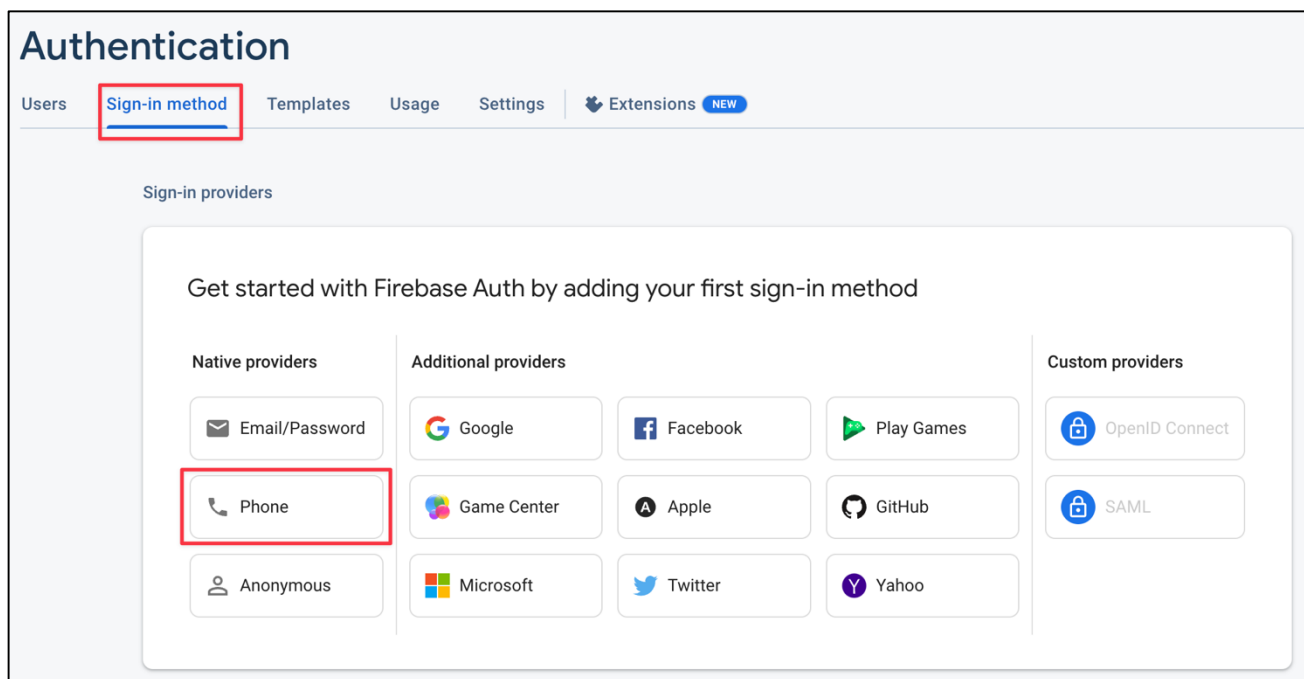 Authentication
Users Sign-in method Templates Usage Settings Extensions NEW
Sign-in providers
Get started with Firebase Auth by adding your first sign-in method
Native providers Additional providers Custom providers
Email/Password Google Facebook Play Games OpenID Connect
Phone Game Center Apple GitHub SAML
Anonymous Microsoft Twitter Yahoo